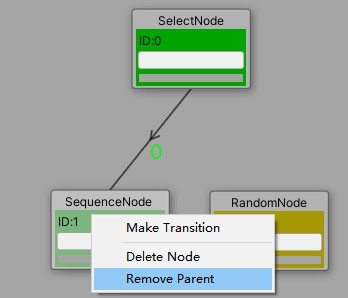 SelectNode
ID:0
0
SequenceNode
RandomNode
ID:1
Make Transition
Delete Node
Remove Parent